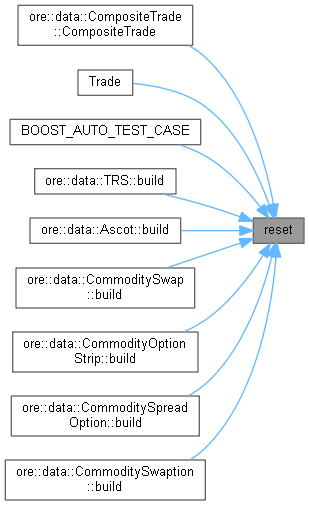 ore::data::CompositeTrade
::CompositeTrade
Trade
BOOST_AUTO_TEST_CASE
ore::data::TRS::build
ore::data::Ascot::build
reset
ore::data::CommoditySwap
::build
ore::data::CommodityOption
Strip::build
ore::data::CommoditySpread
Option::build
ore::data::CommoditySwaption
::build